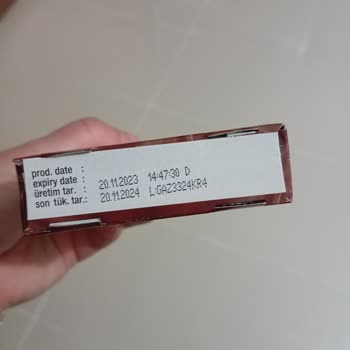 prod. date :
expiry date :
üretim tar. : 20.11.2023 14:47:30 D
son tük. tar.: 20.11.2024 L:GAZ3324KR4